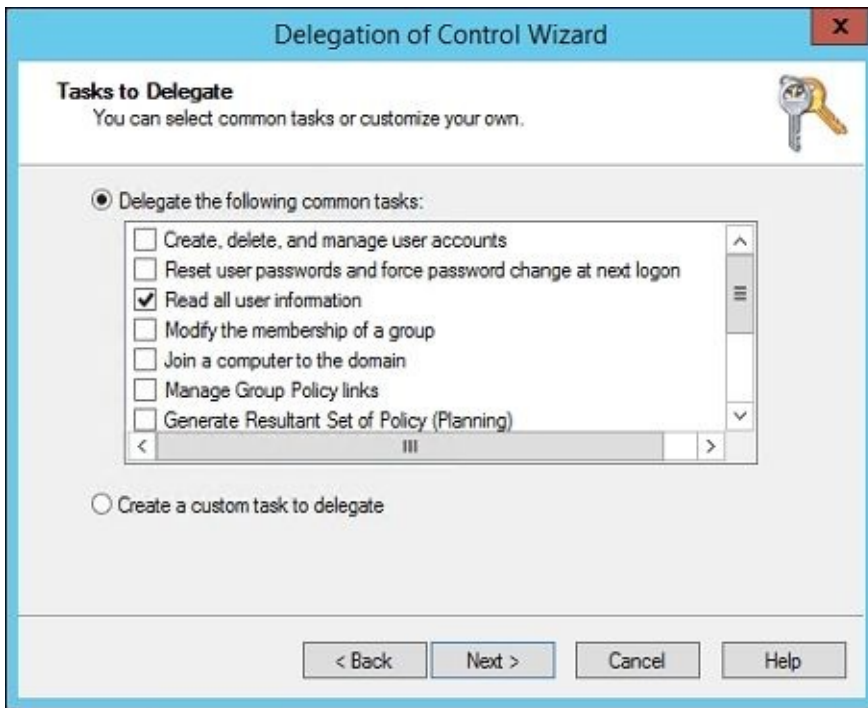 Delegation of Control Wizard
x
Tasks to Delegate
You can select common tasks or customize your own.
Delegate the following common tasks:
Create, delete, and manage user accounts
Reset user passwords and force password change at next logon
Read all user information
Modify the membership of a group
Join a computer to the domain
Manage Group Policy links
Generate Resultant Set of Policy (Planning)
Create a custom task to delegate
< Back Next > Cancel Help